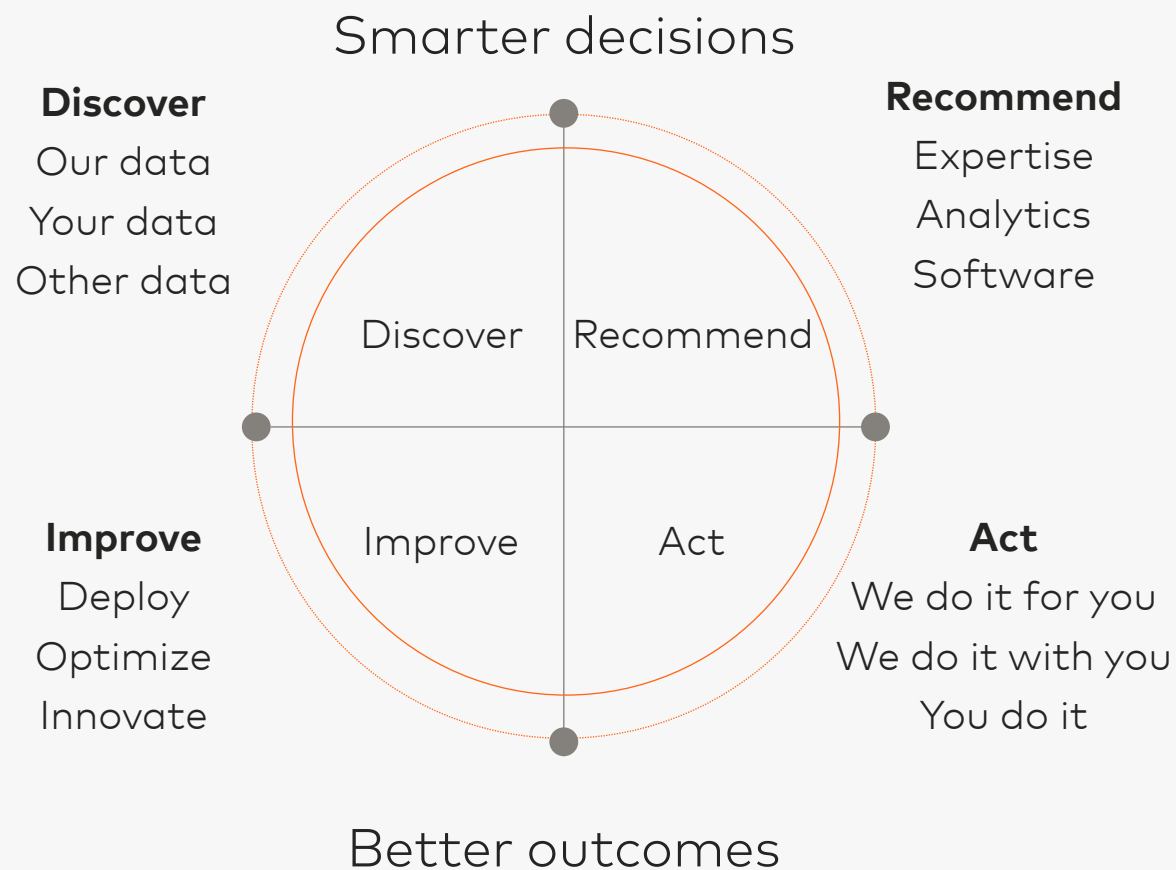 Smarter decisions
Discover
Our data
Your data
Other data
Recommend
Expertise
Analytics
Software
Discover
Recommend
Improve
Act
Improve
Deploy
Optimize
Innovate
Act
We do it for you
We do it with you
You do it
Better outcomes